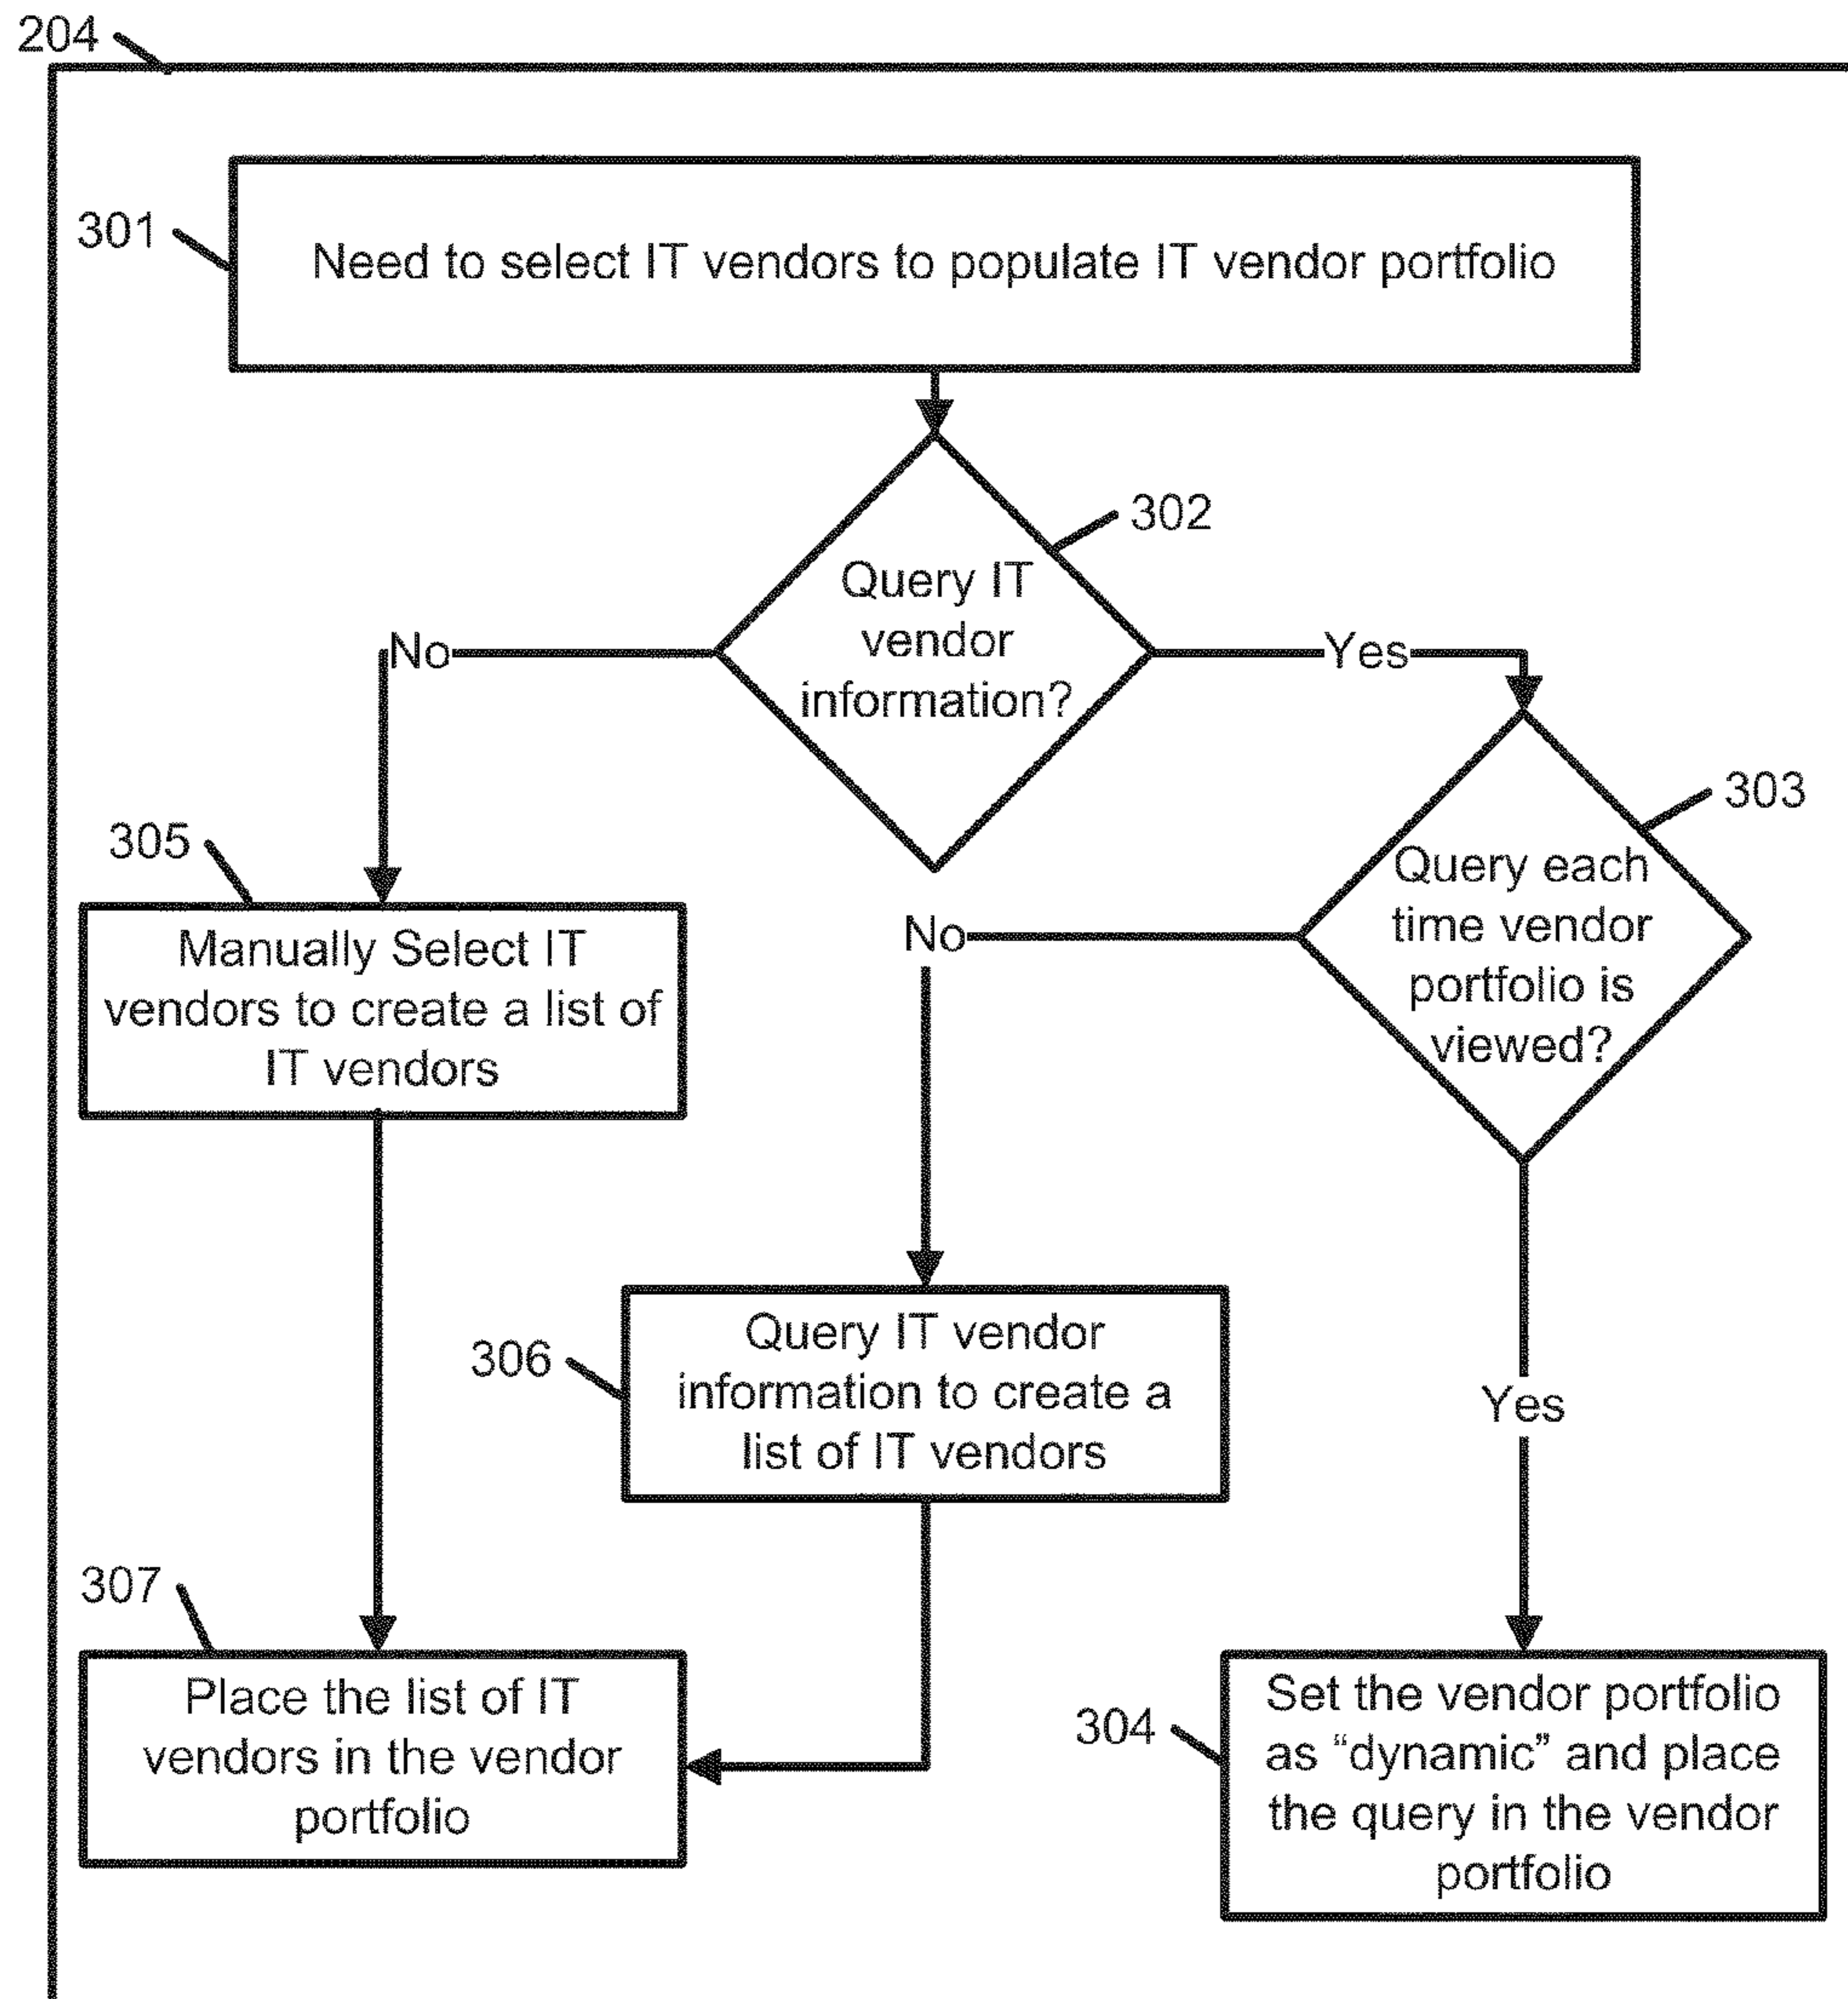 204
301
Need to select IT vendors to populate IT vendor portfolio
302
Query IT
vendor
information?
No
Yes
303
Query each
time vendor
portfolio is
viewed?
305
Manually Select IT
vendors to create a list of
IT vendors
No
306
Query IT vendor
information to create a
list of IT vendors
Yes
307
Place the list of IT
vendors in the vendor
portfolio
304
Set the vendor portfolio
as “dynamic” and place
the query in the vendor
portfolio